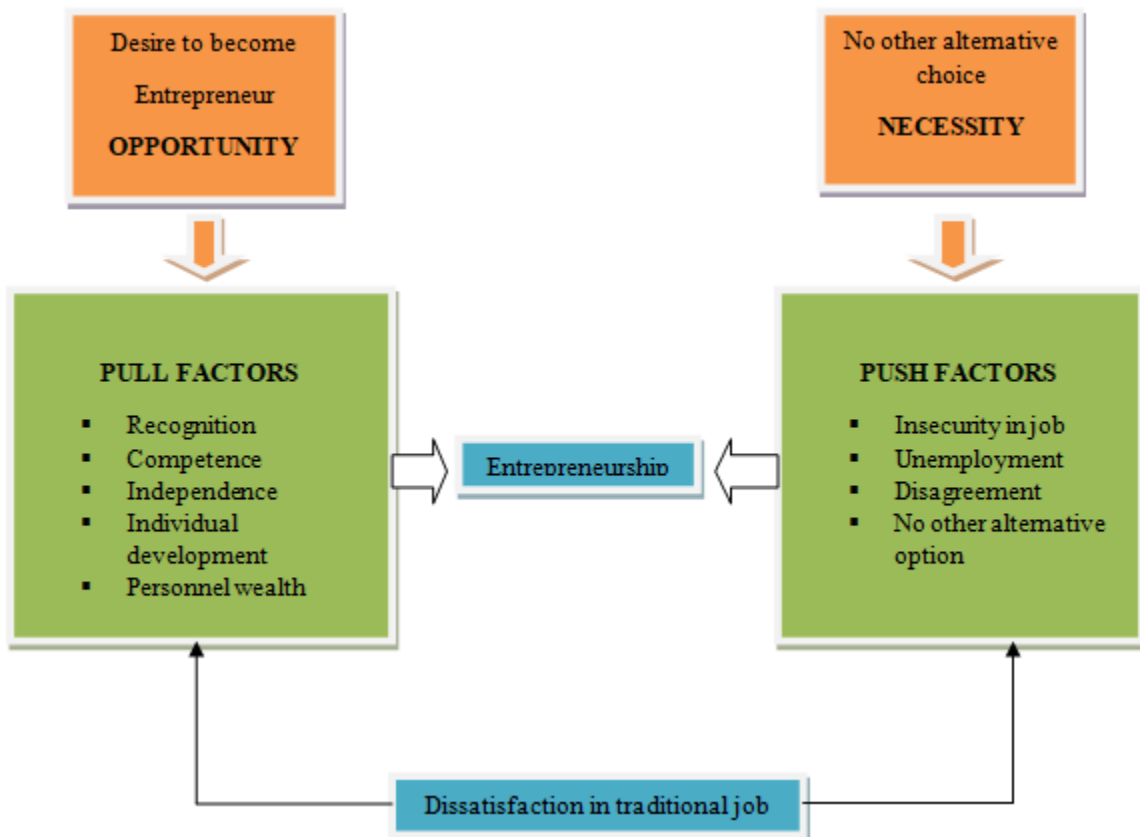 Desire to become
Entrepreneur
OPPORTUNITY
No other alternative
choice
NECESSITY
PULL FACTORS
▪ Recognition
▪ Competence
▪ Independence
▪ Individual
development
▪ Personnel wealth
Entrepreneurship
PUSH FACTORS
▪ Insecurity in job
▪ Unemployment
▪ Disagreement
▪ No other alternative
option
Dissatisfaction in traditional job